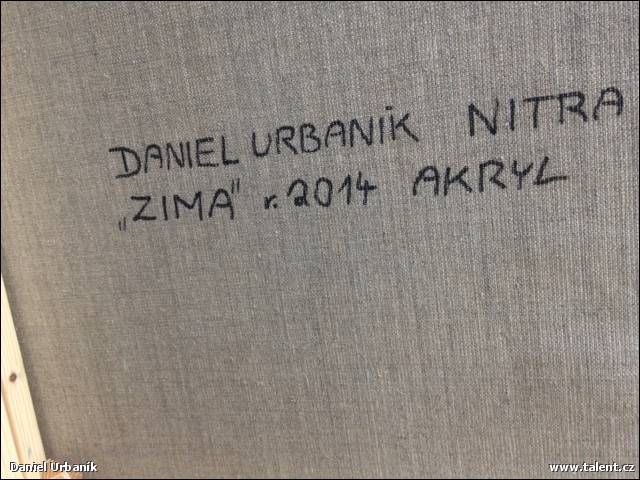 DANIEL URBANÍK NITRA
„ZIMA" r. 2014 AKRYL
Daniel Urbaník
www.talent.cz